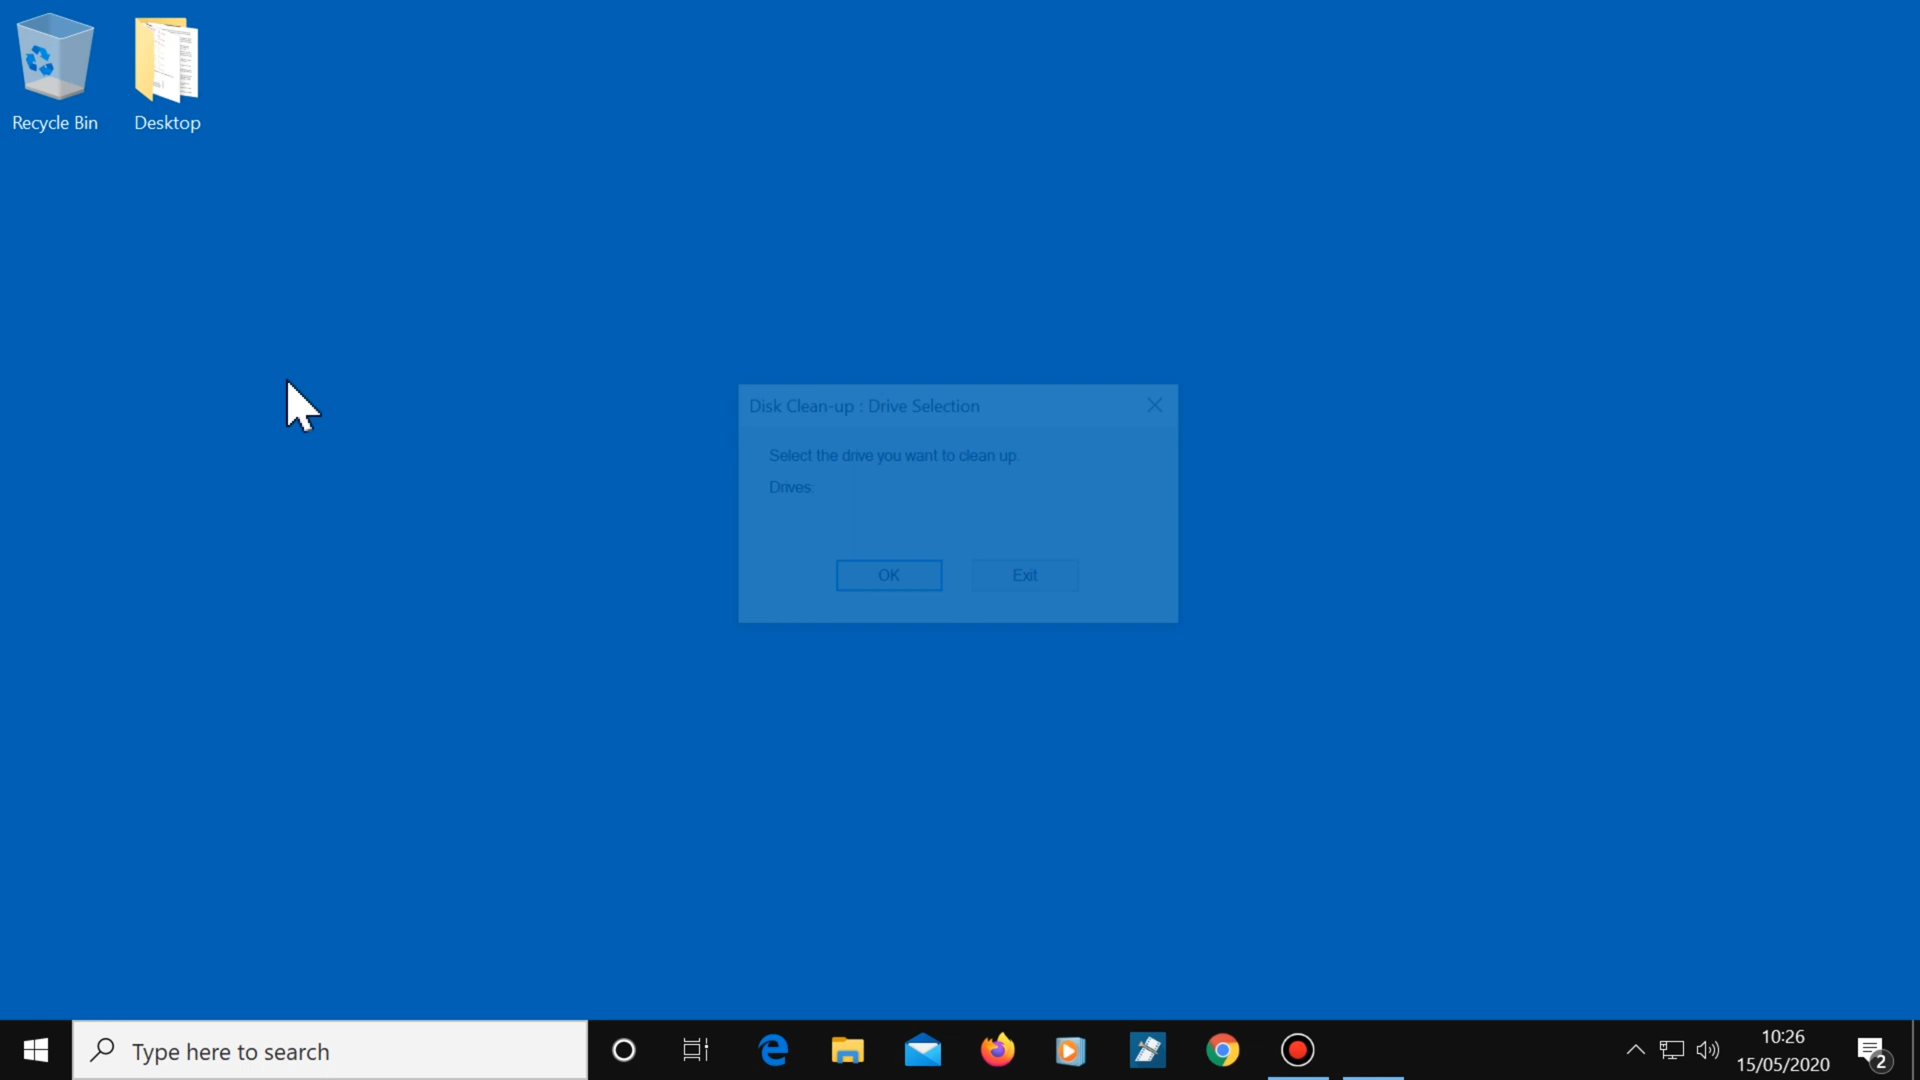 Recycle Bin
Desktop
Disk Clean-up : Drive Selection
Select the drive you want to clean up.
Drives:
OK
Exit
Type here to search
10:26
15/05/2020
2